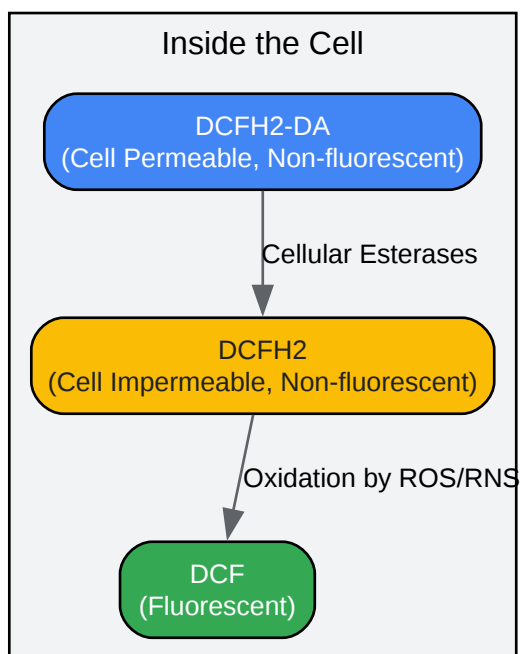 Inside the Cell
DCFH2-DA
(Cell Permeable, Non-fluorescent)
Cellular Esterases
DCFH2
(Cell Impermeable, Non-fluorescent)
Oxidation by ROS/RNS
DCF
(Fluorescent)